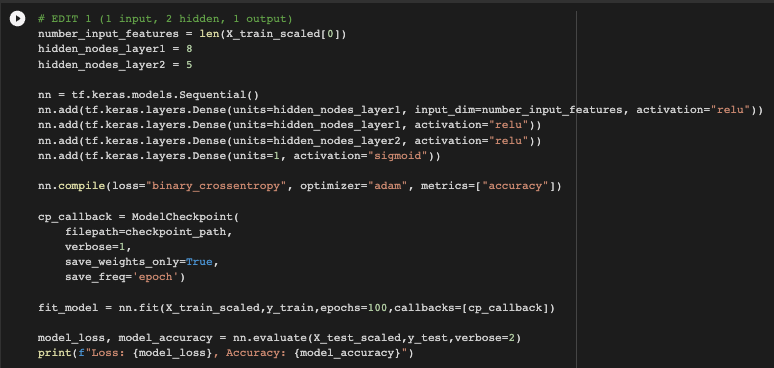 # EDIT 1 (1 input, 2 hidden, 1 output)
number_input_features = len(X_train_scaled[0])
hidden_nodes_layer1 = 8
hidden_nodes_layer2 = 5
nn = tf.keras.models.Sequential()
nn.add(tf.keras.layers.Dense(units=hidden_nodes_layer1, input_dim=number_input_features, activation="relu"))
nn.add(tf.keras.layers.Dense(units=hidden_nodes_layer1, activation="relu"))
nn.add(tf.keras.layers.Dense(units=hidden_nodes_layer2, activation="relu"))
nn.add(tf.keras.layers.Dense(units=1, activation="sigmoid"))
nn.compile(loss="binary_crossentropy", optimizer="adam", metrics=["accuracy"])
cp_callback = ModelCheckpoint(
    filepath=checkpoint_path,
    verbose=1,
    save_weights_only=True,
    save_freq='epoch')
fit_model = nn.fit(X_train_scaled,y_train,epochs=100,callbacks=[cp_callback])
model_loss, model_accuracy = nn.evaluate(X_test_scaled,y_test,verbose=2)
print(f"Loss: {model_loss}, Accuracy: {model_accuracy}")